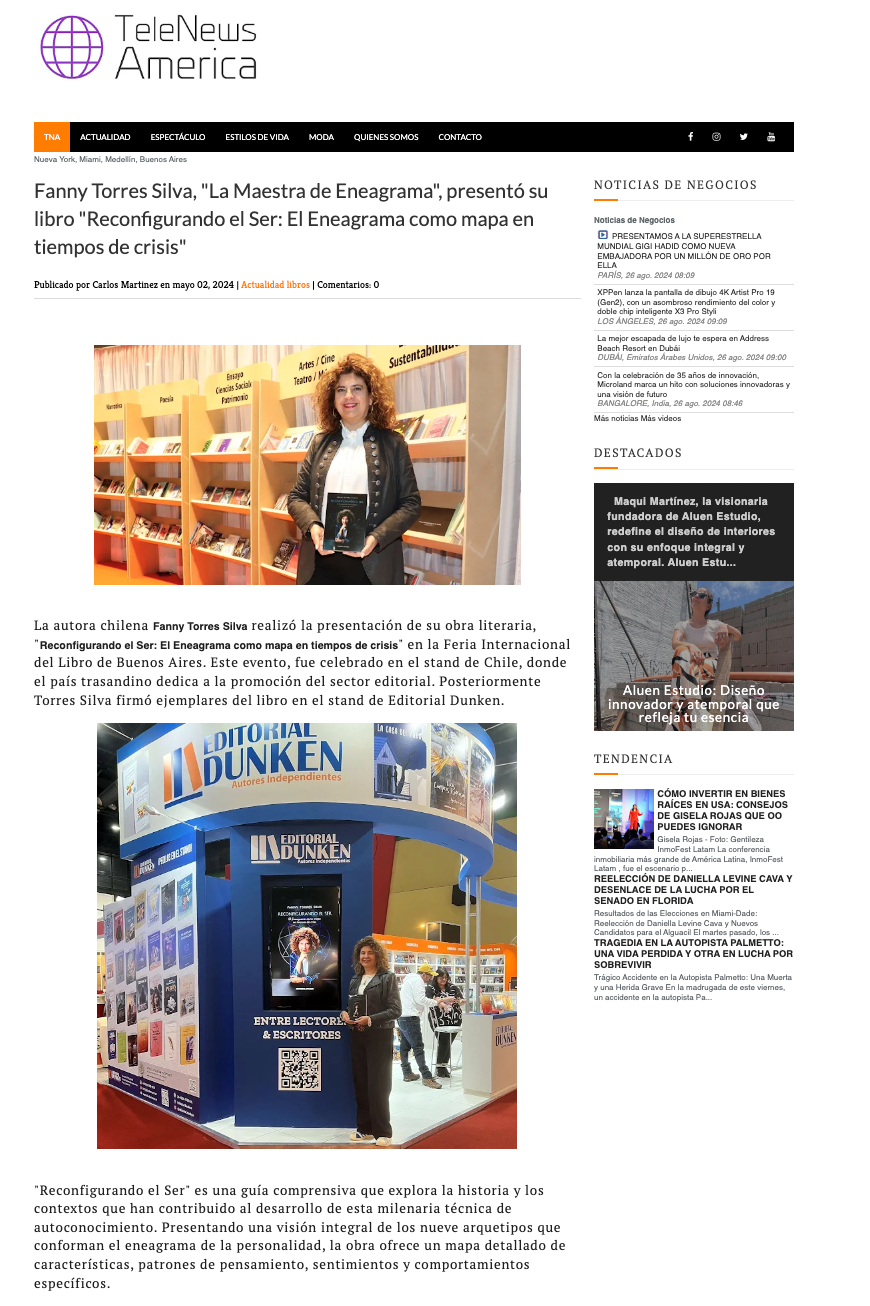 TeleNews
America
TNA
ACTUALIDAD
ESPECTÁCULO
ESTILOS DE VIDA
MODA
QUIENES SOMOS
CONTACTO
Nueva York, Miami, Medellín, Buenos Aires
Fanny Torres Silva, "La Maestra de Eneagrama", presentó su
libro "Reconfigurando el Ser: El Eneagrama como mapa en
tiempos de crisis"
Publicado por Carlos Martinez en mayo 02, 2024 | Actualidad libros | Comentarios: 0
Narrativa
Poesía
Ensayo
Ciencias Sociales
Patrimonio
Artes / Cine
Teatro /
Sustentabilidad
La autora chilena Fanny Torres Silva realizó la presentación de su obra literaria,
"Reconfigurando el Ser: El Eneagrama como mapa en tiempos de crisis" en la Feria Internacional
del Libro de Buenos Aires. Este evento, fue celebrado en el stand de Chile, donde
el país trasandino dedica a la promoción del sector editorial. Posteriormente
Torres Silva firmó ejemplares del libro en el stand de Editorial Dunken.
EDITORIAL
DUNKEN
Autores Independientes
EDITORIAL
DUNKEN
Autores Independientes
FANNY TORRES SILVA
RECONFIGURANDO EL SER
ENTRE LECTORES
& ESCRITORES
EDITORIAL
DUNKEN
"Reconfigurando el Ser" es una guía comprensiva que explora la historia y los
contextos que han contribuido al desarrollo de esta milenaria técnica de
autoconocimiento. Presentando una visión integral de los nueve arquetipos que
conforman el eneagrama de la personalidad, la obra ofrece un mapa detallado de
características, patrones de pensamiento, sentimientos y comportamientos
específicos.
NOTICIAS DE NEGOCIOS
Noticias de Negocios
PRESENTAMOS A LA SUPERESTRELLA
MUNDIAL GIGI HADID COMO NUEVA
EMBAJADORA POR UN MILLÓN DE ORO POR
ELLA
PARÍS, 26 ago. 2024 08:09
XPPen lanza la pantalla de dibujo 4K Artist Pro 19
(Gen2), con un asombroso rendimiento del color y
doble chip inteligente X3 Pro Styli
LOS ÁNGELES, 26 ago. 2024 09:09
La mejor escapada de lujo te espera en Address
Beach Resort en Dubái
DUBÁI, Emiratos Árabes Unidos, 26 ago. 2024 09:00
Con la celebración de 35 años de innovación,
Microland marca un hito con soluciones innovadoras y
una visión de futuro
BANGALORE, India, 26 ago. 2024 08:46
Más noticias Más videos
DESTACADOS
Maqui Martínez, la visionaria
fundadora de Aluen Estudio,
redefine el diseño de interiores
con su enfoque integral y
atemporal. Aluen Estu...
Aluen Estudio: Diseño
innovador y atemporal que
refleja tu esencia
TENDENCIA
CÓMO INVERTIR EN BIENES
RAÍCES EN USA: CONSEJOS
DE GISELA ROJAS QUE OO
PUEDES IGNORAR
Gisela Rojas - Foto: Gentileza
InmoFest Latam La conferencia
inmobiliaria más grande de América Latina, InmoFest
Latam , fue el escenario p...
REELECCIÓN DE DANIELLA LEVINE CAVA Y
DESENLACE DE LA LUCHA POR EL
SENADO EN FLORIDA
Resultados de las Elecciones en Miami-Dade:
Reelección de Daniella Levine Cava y Nuevos
Candidatos para el Alguacil El martes pasado, los ...
TRAGEDIA EN LA AUTOPISTA PALMETTO:
UNA VIDA PERDIDA Y OTRA EN LUCHA POR
SOBREVIVIR
Trágico Accidente en la Autopista Palmetto: Una Muerta
y una Herida Grave En la madrugada de este viernes,
un accidente en la autopista Pa...